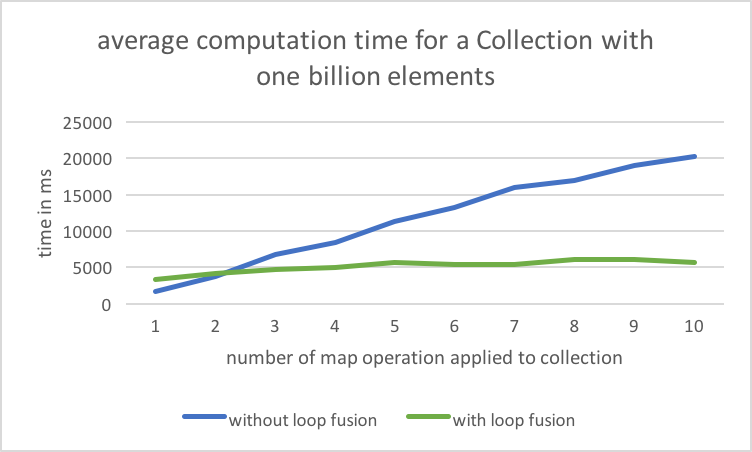 average computation time for a Collection with
one billion elements
25000
20000
15000
10000
5000
0
time in ms
1 2 3 4 5 6 7 8 9 10
number of map operation applied to collection
without loop fusion with loop fusion